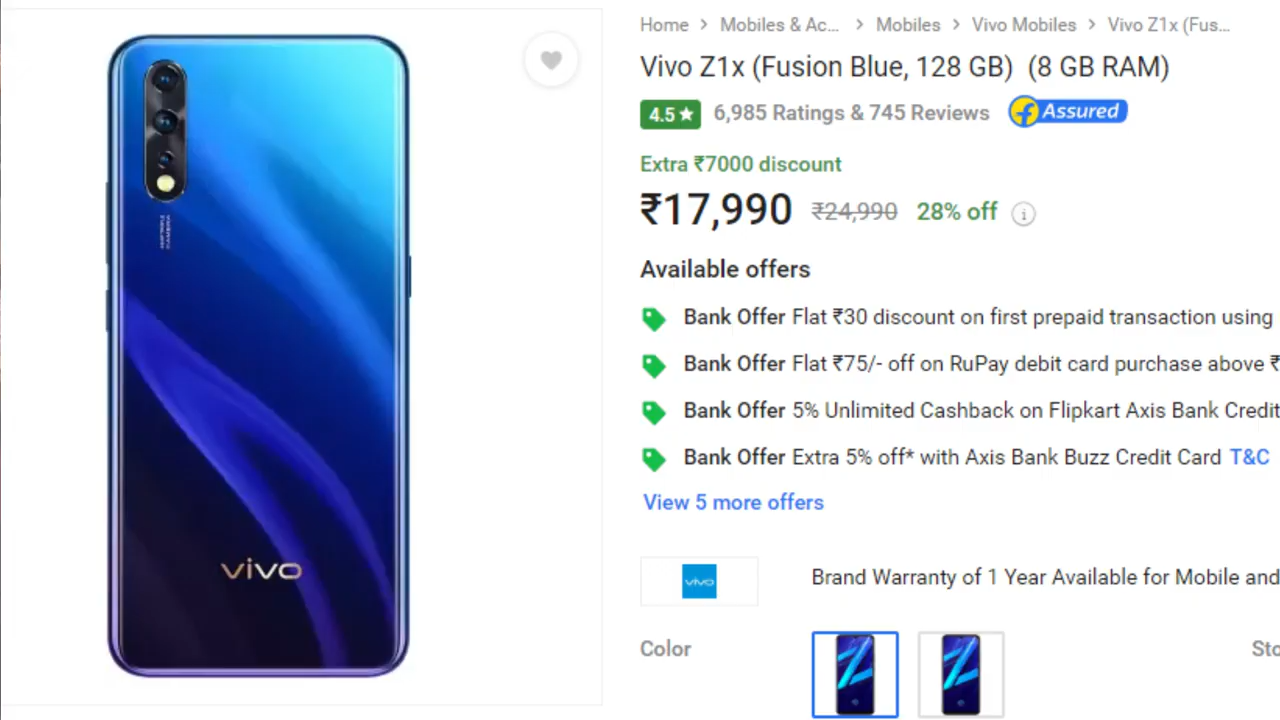 Home > Mobiles & Ac... > Mobiles > Vivo Mobiles > Vivo Z1x (Fus...
Vivo Z1x (Fusion Blue, 128 GB) (8 GB RAM)
4.5★ 6,985 Ratings & 745 Reviews Assured
Extra ₹7000 discount
₹17,990 ₹24,990 28% off
Available offers
Bank Offer Flat ₹30 discount on first prepaid transaction using
Bank Offer Flat ₹75/- off on RuPay debit card purchase above ₹
Bank Offer 5% Unlimited Cashback on Flipkart Axis Bank Credit
Bank Offer Extra 5% off* with Axis Bank Buzz Credit Card T&C
View 5 more offers
vivo
vivo
Brand Warranty of 1 Year Available for Mobile and
Color
Sto